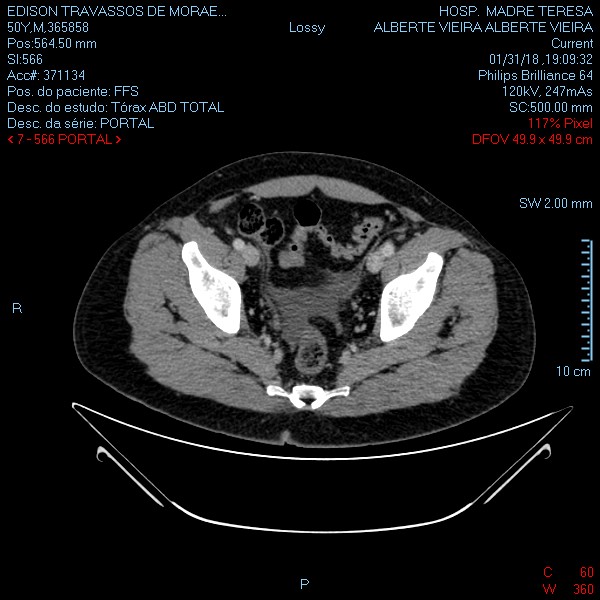 EDISON TRAVASSOS DE MORAE...
50Y,M,365858
Pos:564.50 mm
SI:566
Acc#: 371134
Pos. do paciente: FFS
Desc. do estudo: Tórax ABD TOTAL
Desc. da série: PORTAL
< 7 - 566 PORTAL >
Lossy
HOSP. MADRE TERESA
ALBERTE VIEIRA ALBERTE VIEIRA
Current
01/31/18 ,19:09:32
Philips Brilliance 64
120kV, 247mAs
SC:500.00 mm
117% Pixel
DFOV 49.9 x 49.9 cm
SW 2.00 mm
R
10 cm
P
C 60
W 360